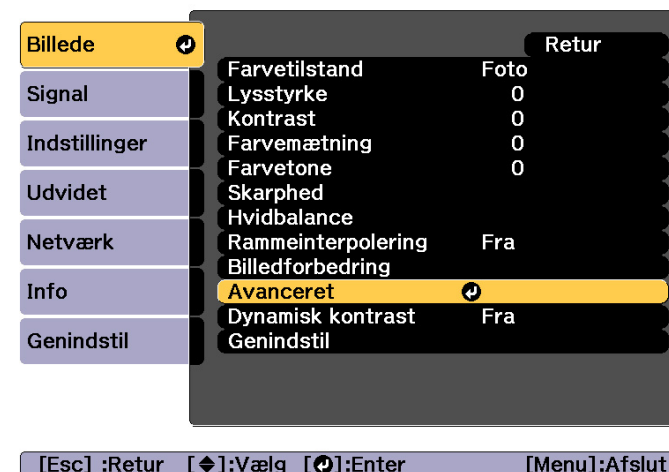 Billede
Signal
Indstillinger
Udvidet
Netværk
Info
Genindstil
Retur
Farvetilstand Foto
Lysstyrke 0
Kontrast 0
Farvemætning 0
Farvetone 0
Skarphed
Hvidbalance
Rammeinterpolering Fra
Billedforbedring
Avanceret
Dynamisk kontrast Fra
Genindstil
[Esc] :Retur [◆]:Vælg [↵]:Enter [Menu]:Afslut